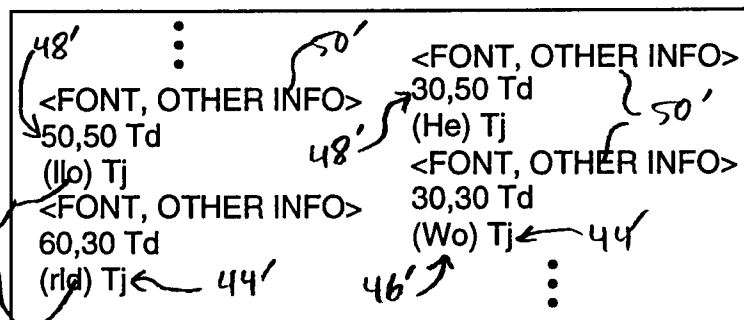 48'
50'
<FONT, OTHER INFO>
50,50 Td
(llo) Tj
<FONT, OTHER INFO>
60,30 Td
(rld) Tj
44'
<FONT, OTHER INFO>
30,50 Td
(He) Tj
48'
50'
<FONT, OTHER INFO>
30,30 Td
(Wo) Tj
44'
46'